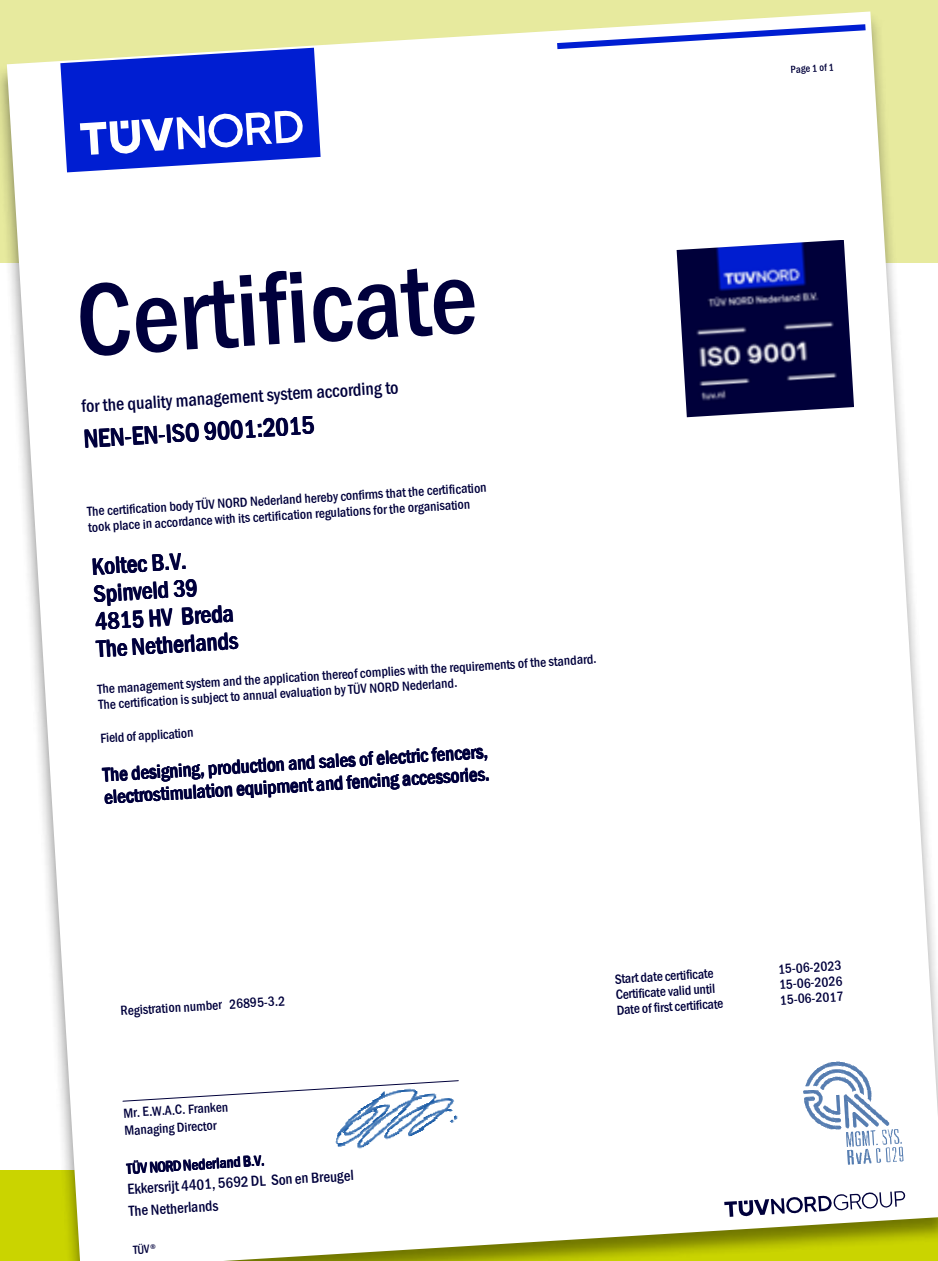 TÜVNORD
Page 1 of 1
Certificate
TÜVNORD
TÜV NORD Nederland B.V.
ISO 9001
tuv.nl
for the quality management system according to
NEN-EN-ISO 9001:2015
The certification body TÜV NORD Nederland hereby confirms that the certification
took place in accordance with its certification regulations for the organisation
Koltec B.V.
Spinveld 39
4815 HV Breda
The Netherlands
The management system and the application thereof complies with the requirements of the standard.
The certification is subject to annual evaluation by TÜV NORD Nederland.
Field of application
The designing, production and sales of electric fencers,
electrostimulation equipment and fencing accessories.
Registration number 26895-3.2
Start date certificate 15-06-2023
Certificate valid until 15-06-2026
Date of first certificate 15-06-2017
Mr. E.W.A.C. Franken
Managing Director
TÜV NORD Nederland B.V.
Ekkersrijt 4401, 5692 DL Son en Breugel
The Netherlands
MGMT. SYS.
RvA C 029
TÜVNORDGROUP
TÜV®